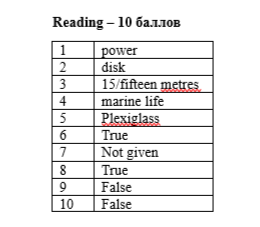 Reading – 10 баллов
1 power
2 disk
3 15/fifteen metres
4 marine life
5 Plexiglass
6 True
7 Not given
8 True
9 False
10 False